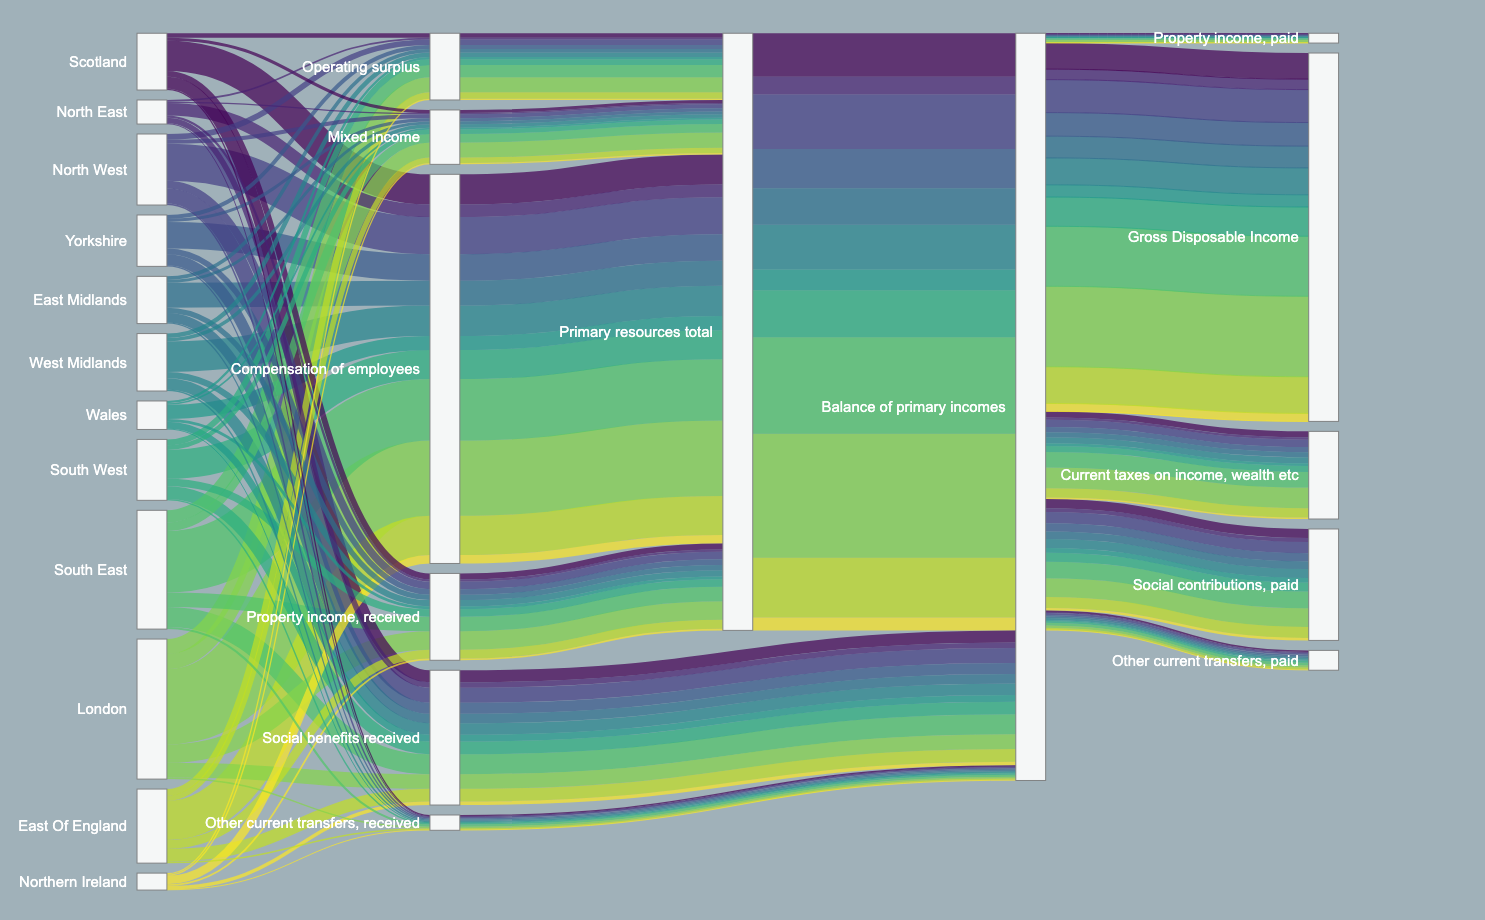 Scotland
North East
North West
Yorkshire
East Midlands
West Midlands
Wales
South West
South East
London
East Of England
Northern Ireland
Operating surplus
Mixed income
Compensation of employees
Property income, received
Social benefits received
Other current transfers, received
Primary resources total
Balance of primary incomes
Property income, paid
Gross Disposable Income
Current taxes on income, wealth etc
Social contributions, paid
Other current transfers, paid